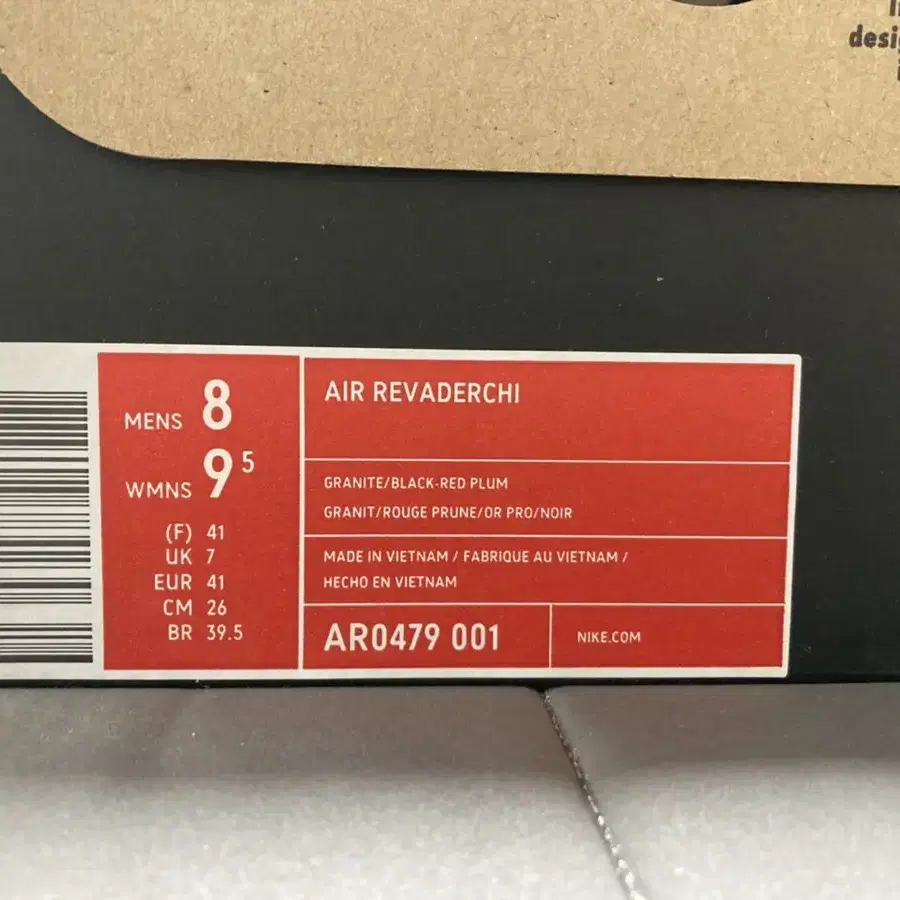 MENS 8
WMNS 9 5
(F) 41
UK 7
EUR 41
CM 26
BR 39.5
AIR REVADERCHI
GRANITE/BLACK-RED PLUM
GRANIT/ROUGE PRUNE/OR PRO/NOIR
MADE IN VIETNAM / FABRIQUE AU VIETNAM /
HECHO EN VIETNAM
AR0479 001
NIKE.COM